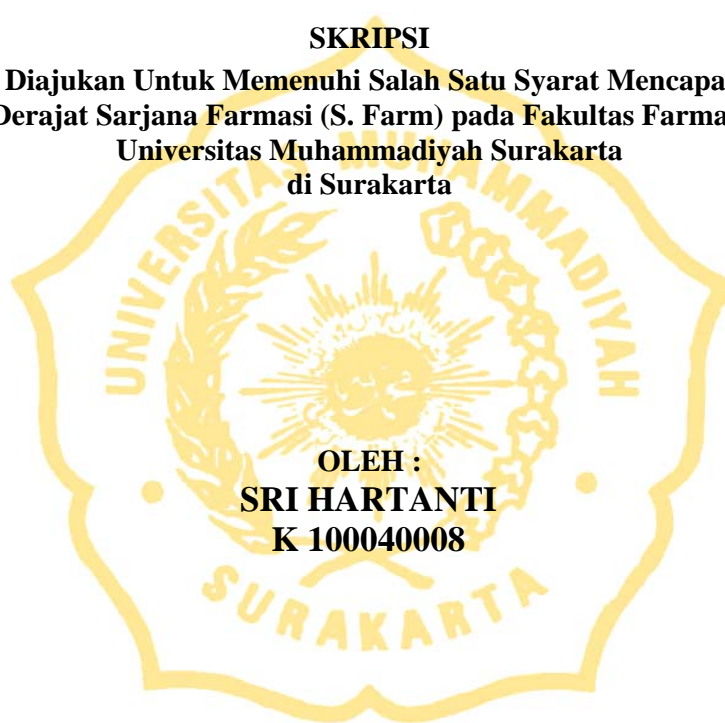 SKRIPSI
Diajukan Untuk Memenuhi Salah Satu Syarat Mencapa
Derajat Sarjana Farmasi (S. Farm) pada Fakultas Farma
Universitas Muhammadiyah Surakarta
di Surakarta
UNIVERSITAS MUHAMMADIYAH
OLEH :
SRI HARTANTI
K 100040008
SURAKARTA